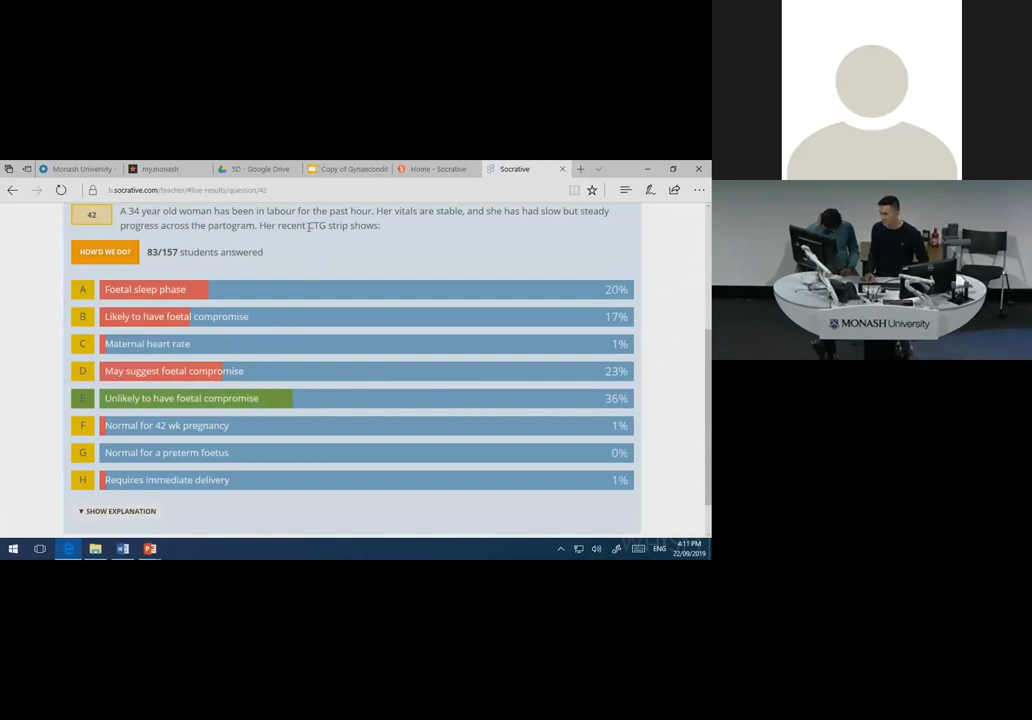 Monash University -
my.monash
5D - Google Drive
Copy of Gynaecondit
Home - Socrative
Socrative
b.socrative.com/teacher/#live-results/question/42
42
A 34 year old woman has been in labour for the past hour. Her vitals are stable, and she has had slow but steady
progress across the partogram. Her recent CTG strip shows:
HOW'D WE DO?
83/157 students answered
A Foetal sleep phase 20%
B Likely to have foetal compromise 17%
C Maternal heart rate 1%
D May suggest foetal compromise 23%
E Unlikely to have foetal compromise 36%
F Normal for 42 wk pregnancy 1%
G Normal for a preterm foetus 0%
H Requires immediate delivery 1%
▼ SHOW EXPLANATION
ENG
4:11 PM
22/09/2019
MONASH University